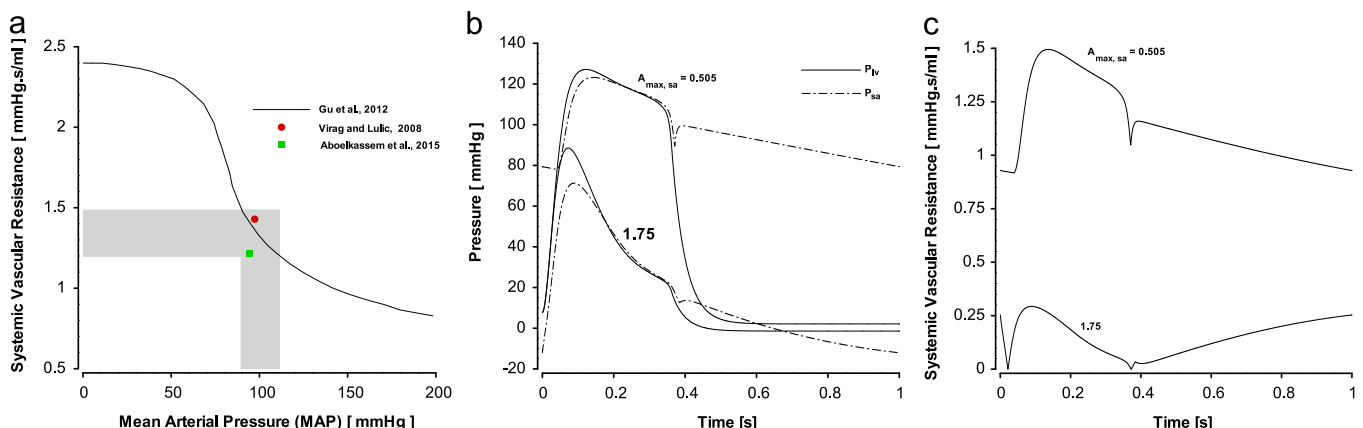 a
Systemic Vascular Resistance [ mmHg.s/ml ]
2.5
2
1.5
1
0.5
0
50
100
150
200
Mean Arterial Pressure (MAP) [ mmHg ]
Gu et al., 2012
Virag and Lulic, 2008
Aboelkassem et al., 2015
b
Pressure [ mmHg ]
140
120
100
80
60
40
20
0
-20
0
0.2
0.4
0.6
0.8
1
Time [s]
A max, sa = 0.505
1.75
P lv
P sa
c
Systemic Vascular Resistance [ mmHg.s/ml ]
1.5
1.25
1
0.75
0.5
0.25
0
0
0.2
0.4
0.6
0.8
1
Time [s]
A max, sa = 0.505
1.75